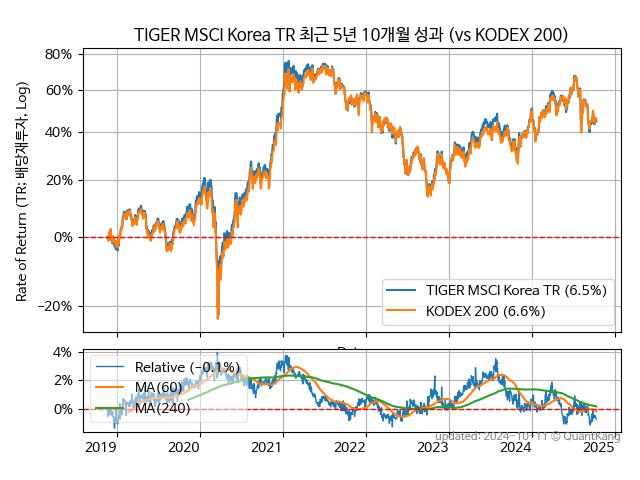 TIGER MSCI Korea TR 최근 5년 10개월 성과 (vs KODEX 200)
Rate of Return (TR: 배당재투자, Log)
80%
60%
40%
20%
0%
−20%
TIGER MSCI Korea TR (6.5%)
KODEX 200 (6.6%)
4%
2%
0%
Relative (−0.1%)
MA(60)
MA(240)
2019 2020 2021 2022 2023 2024 2025
updated: 2024-10-11 © QuantKang